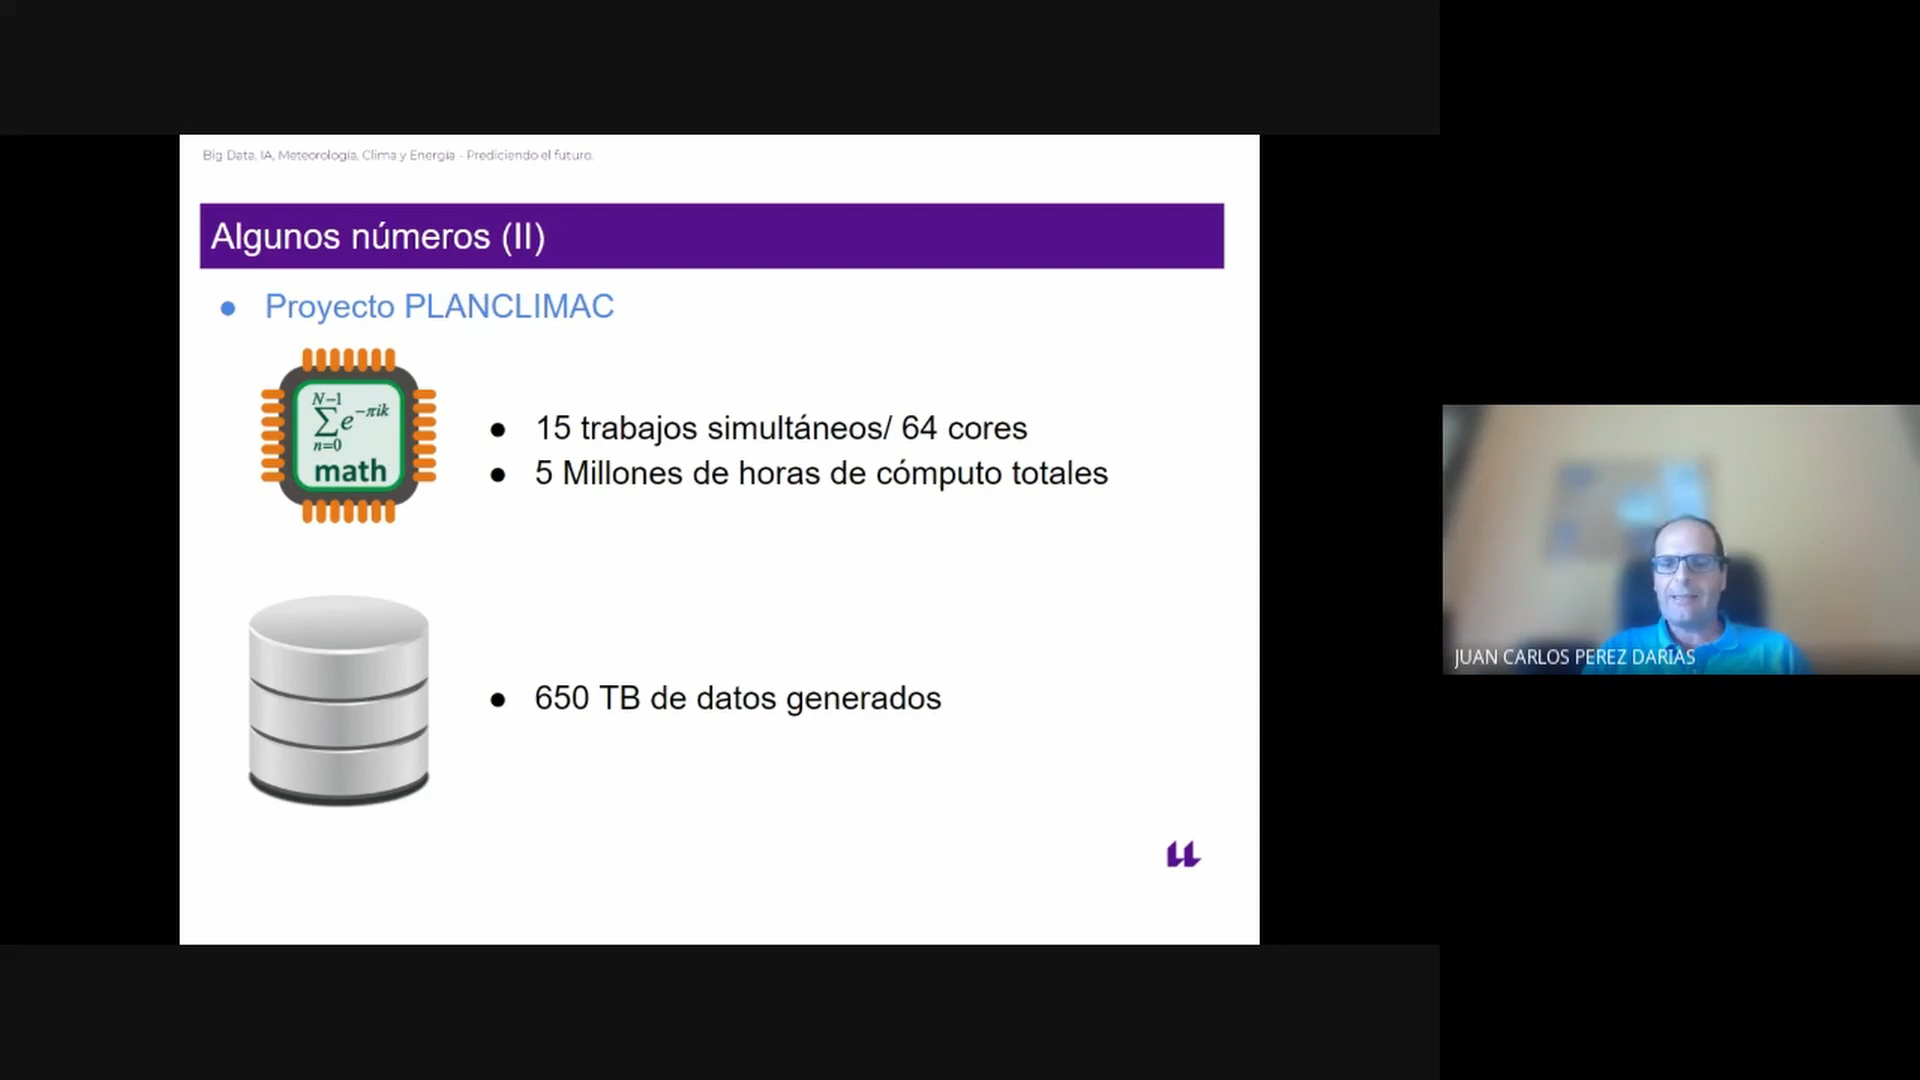 Big Data, IA, Meteorología, Clima y Energía - Prediciendo el futuro.
Algunos números (II)
● Proyecto PLANCLIMAC
N−1
∑e−πik
n=0
math
● 15 trabajos simultáneos/ 64 cores
● 5 Millones de horas de cómputo totales
● 650 TB de datos generados
JUAN CARLOS PEREZ DARIAS